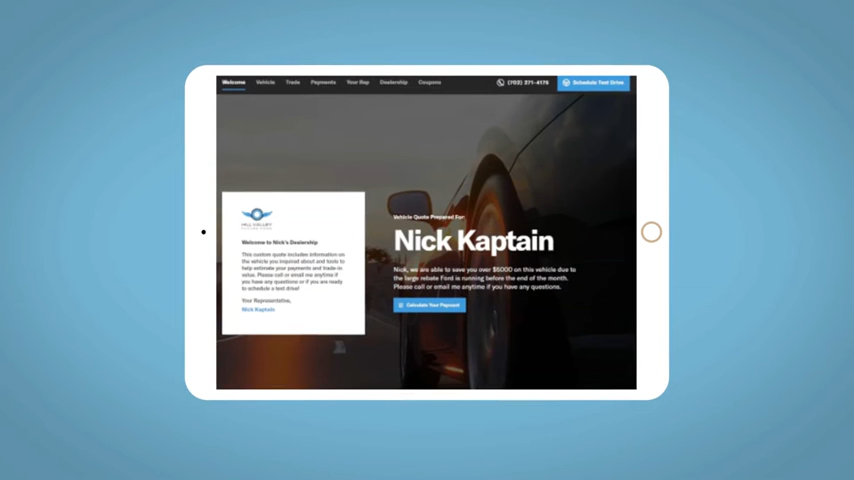 Welcome Vehicle Trade Payments Your Rep Dealership Coupons (702) 271-4178 Schedule Test Drive
HILL VALLEY
Welcome to Nick's Dealership
This custom quote includes information on
the vehicle you inquired about and tools to
help estimate your payments and trade-in
value. Please call or email me anytime if
you have any questions or if you are ready
to schedule a test drive!
Your Representative,
Nick Kaptain
Vehicle Quote Prepared For:
Nick Kaptain
Nick, we are able to save you over $6000 on this vehicle due to
the large rebate Ford is running before the end of the month.
Please call or email me anytime if you have any questions.
Calculate Your Payment